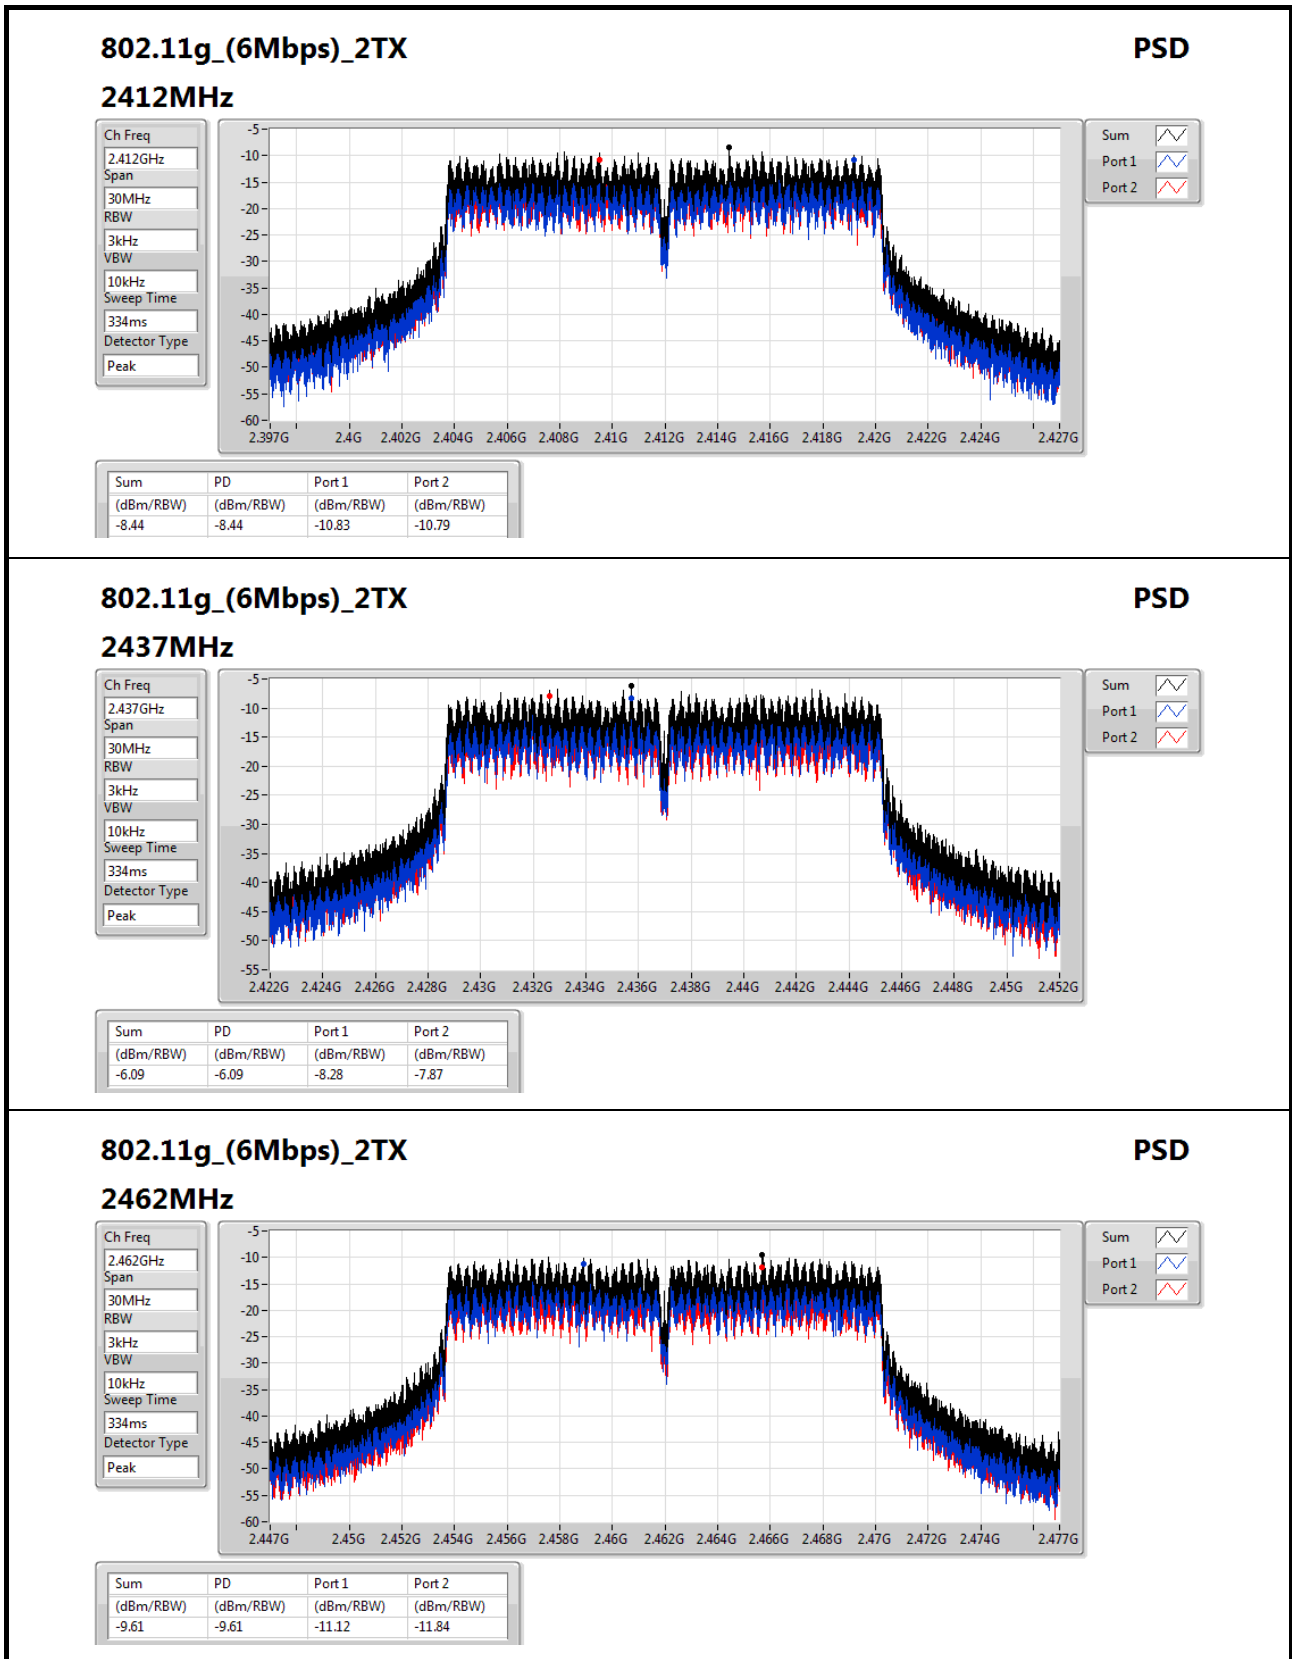 802.11g_(6Mbps)_2TX PSD
2412MHz
Ch Freq
2.412GHz
Span
30MHz
RBW
3kHz
VBW
10kHz
Sweep Time
334ms
Detector Type
Peak
-5
-10
-15
-20
-25
-30
-35
-40
-45
-50
-55
-60
2.397G 2.4G 2.402G 2.404G 2.406G 2.408G 2.41G 2.412G 2.414G 2.416G 2.418G 2.42G 2.422G 2.424G 2.427G
Sum
Port 1
Port 2
Sum PD Port 1 Port 2
(dBm/RBW) (dBm/RBW) (dBm/RBW) (dBm/RBW)
-8.44 -8.44 -10.83 -10.79
802.11g_(6Mbps)_2TX PSD
2437MHz
Ch Freq
2.437GHz
Span
30MHz
RBW
3kHz
VBW
10kHz
Sweep Time
334ms
Detector Type
Peak
-5
-10
-15
-20
-25
-30
-35
-40
-45
-50
-55
2.422G 2.424G 2.426G 2.428G 2.43G 2.432G 2.434G 2.436G 2.438G 2.44G 2.442G 2.444G 2.446G 2.448G 2.45G 2.452G
Sum
Port 1
Port 2
Sum PD Port 1 Port 2
(dBm/RBW) (dBm/RBW) (dBm/RBW) (dBm/RBW)
-6.09 -6.09 -8.28 -7.87
802.11g_(6Mbps)_2TX PSD
2462MHz
Ch Freq
2.462GHz
Span
30MHz
RBW
3kHz
VBW
10kHz
Sweep Time
334ms
Detector Type
Peak
-5
-10
-15
-20
-25
-30
-35
-40
-45
-50
-55
-60
2.447G 2.45G 2.452G 2.454G 2.456G 2.458G 2.46G 2.462G 2.464G 2.466G 2.468G 2.47G 2.472G 2.474G 2.477G
Sum
Port 1
Port 2
Sum PD Port 1 Port 2
(dBm/RBW) (dBm/RBW) (dBm/RBW) (dBm/RBW)
-9.61 -9.61 -11.12 -11.84